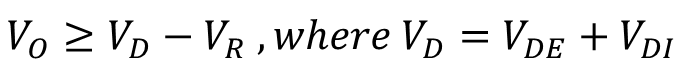 V_O ≥ V_D − V_R , where V_D = V_DE + V_DI